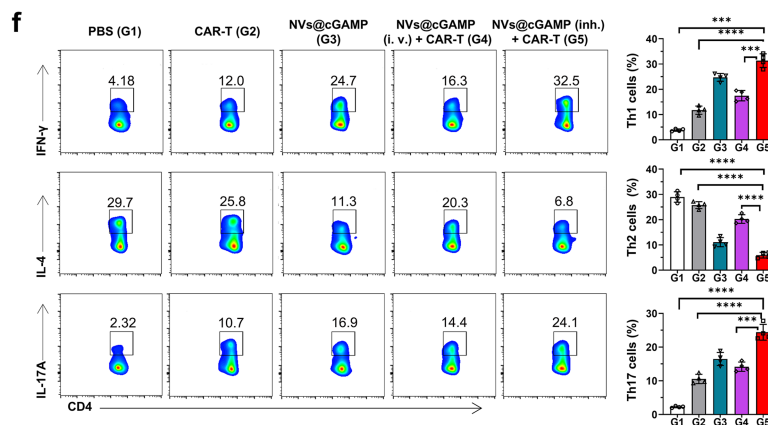 f
PBS (G1)
CAR-T (G2)
NVs@cGAMP
(G3)
NVs@cGAMP
(i. v.) + CAR-T (G4)
NVs@cGAMP (inh.)
+ CAR-T (G5)
IFN-γ
4.18
12.0
24.7
16.3
32.5
IL-4
29.7
25.8
11.3
20.3
6.8
IL-17A
2.32
10.7
16.9
14.4
24.1
CD4
Th1 cells (%)
40
30
20
10
0
***
****
***
G1 G2 G3 G4 G5
Th2 cells (%)
40
30
20
10
0
****
****
****
G1 G2 G3 G4 G5
Th17 cells (%)
30
20
10
0
****
****
***
G1 G2 G3 G4 G5